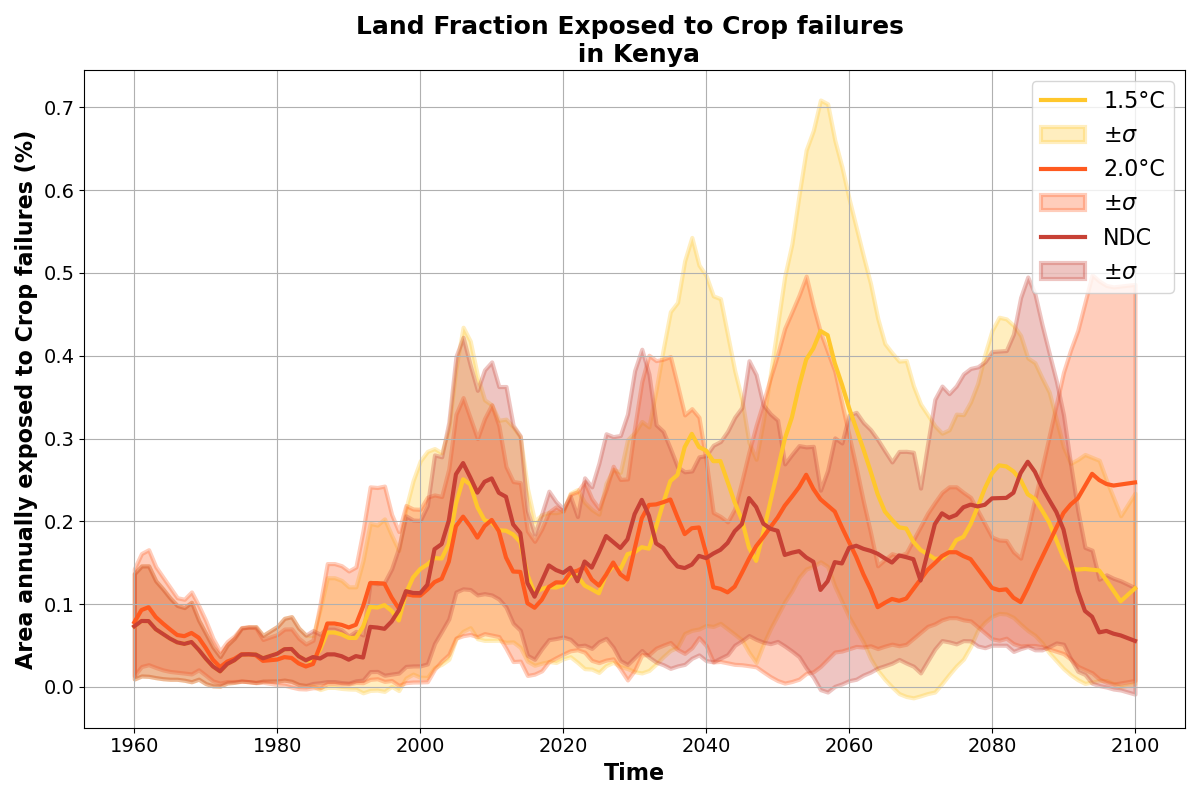 Land Fraction Exposed to Crop failures
in Kenya
Area annually exposed to Crop failures (%)
0.7
0.6
0.5
0.4
0.3
0.2
0.1
0.0
1.5°C
±σ
2.0°C
±σ
NDC
±σ
1960 1980 2000 2020 2040 2060 2080 2100
Time